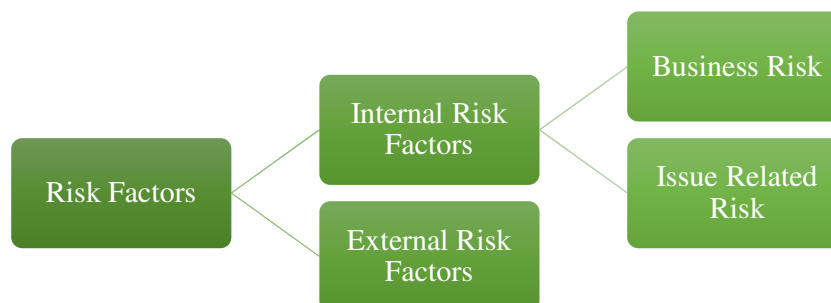 Risk Factors
Internal Risk
Factors
External Risk
Factors
Business Risk
Issue Related
Risk